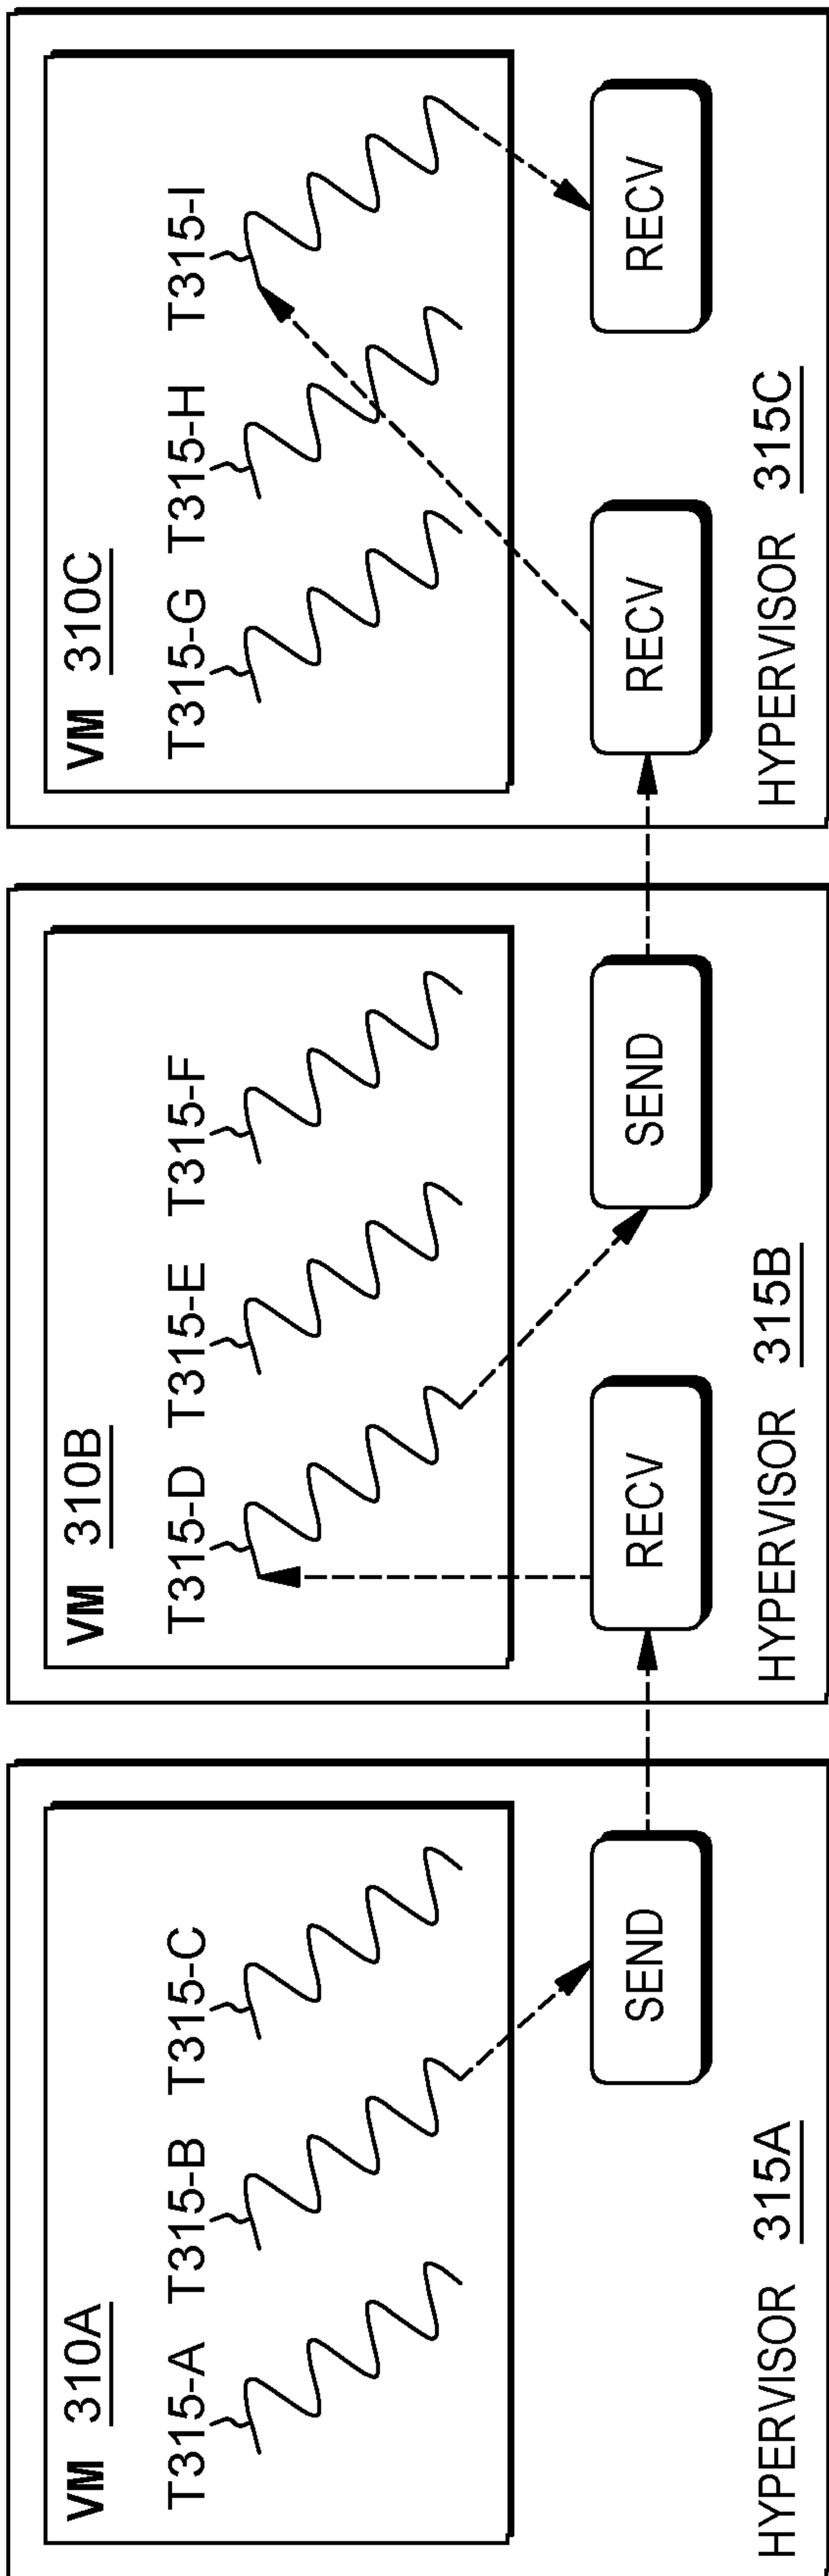 VM 310A
T315-A T315-B T315-C
SEND
HYPERVISOR 315A
VM 310B
T315-D T315-E T315-F
RECV SEND
HYPERVISOR 315B
VM 310C
T315-G T315-H T315-I
RECV RECV
HYPERVISOR 315C